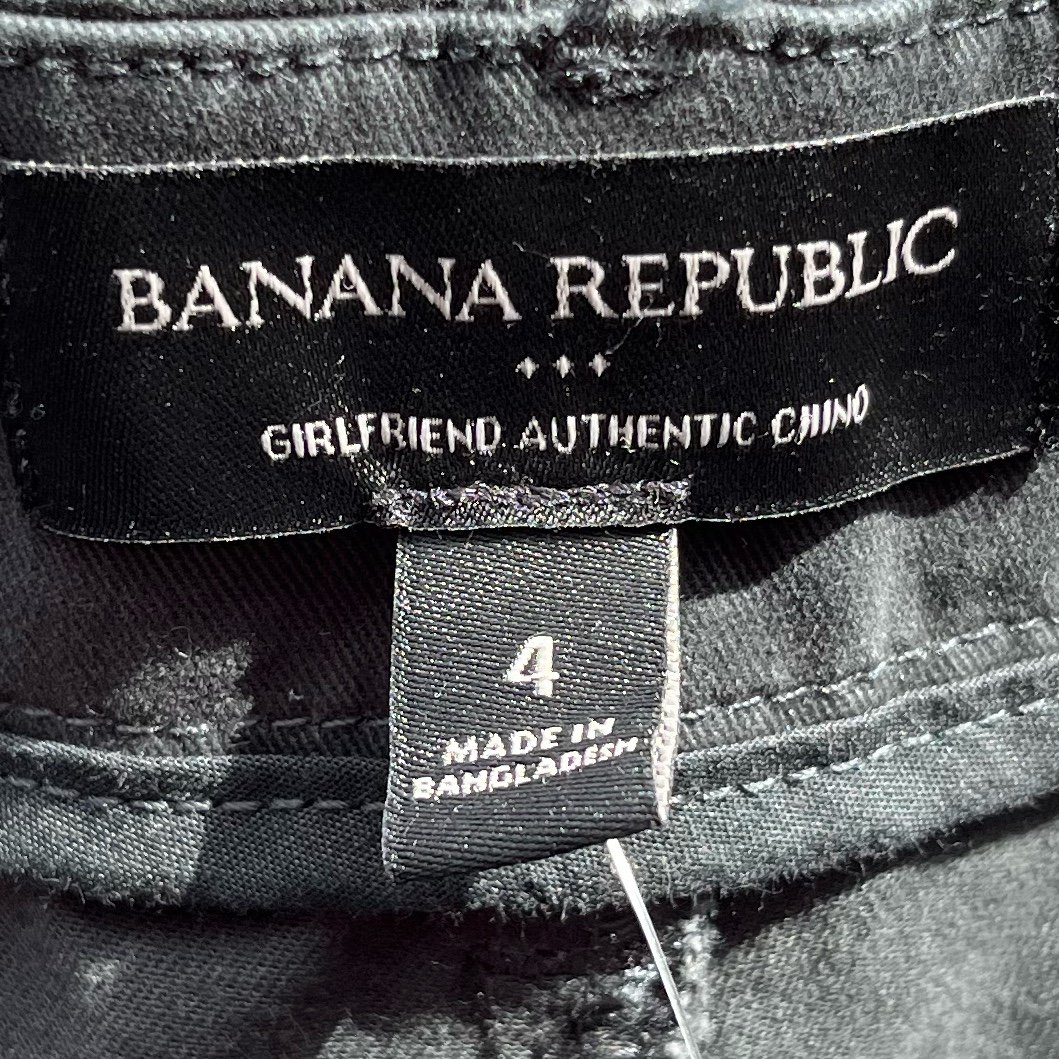 BANANA REPUBLIC
GIRLFRIEND AUTHENTIC CHINO
4
MADE IN
BANGLADESH